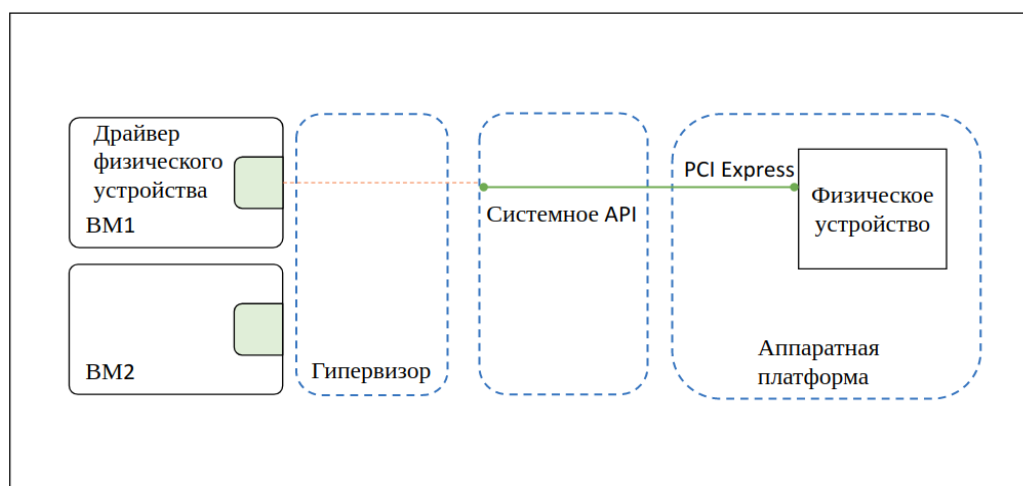 Драйвер
физического
устройства
ВМ1
ВМ2
Гипервизор
Системное API
PCI Express
Физическое
устройство
Аппаратная
платформа